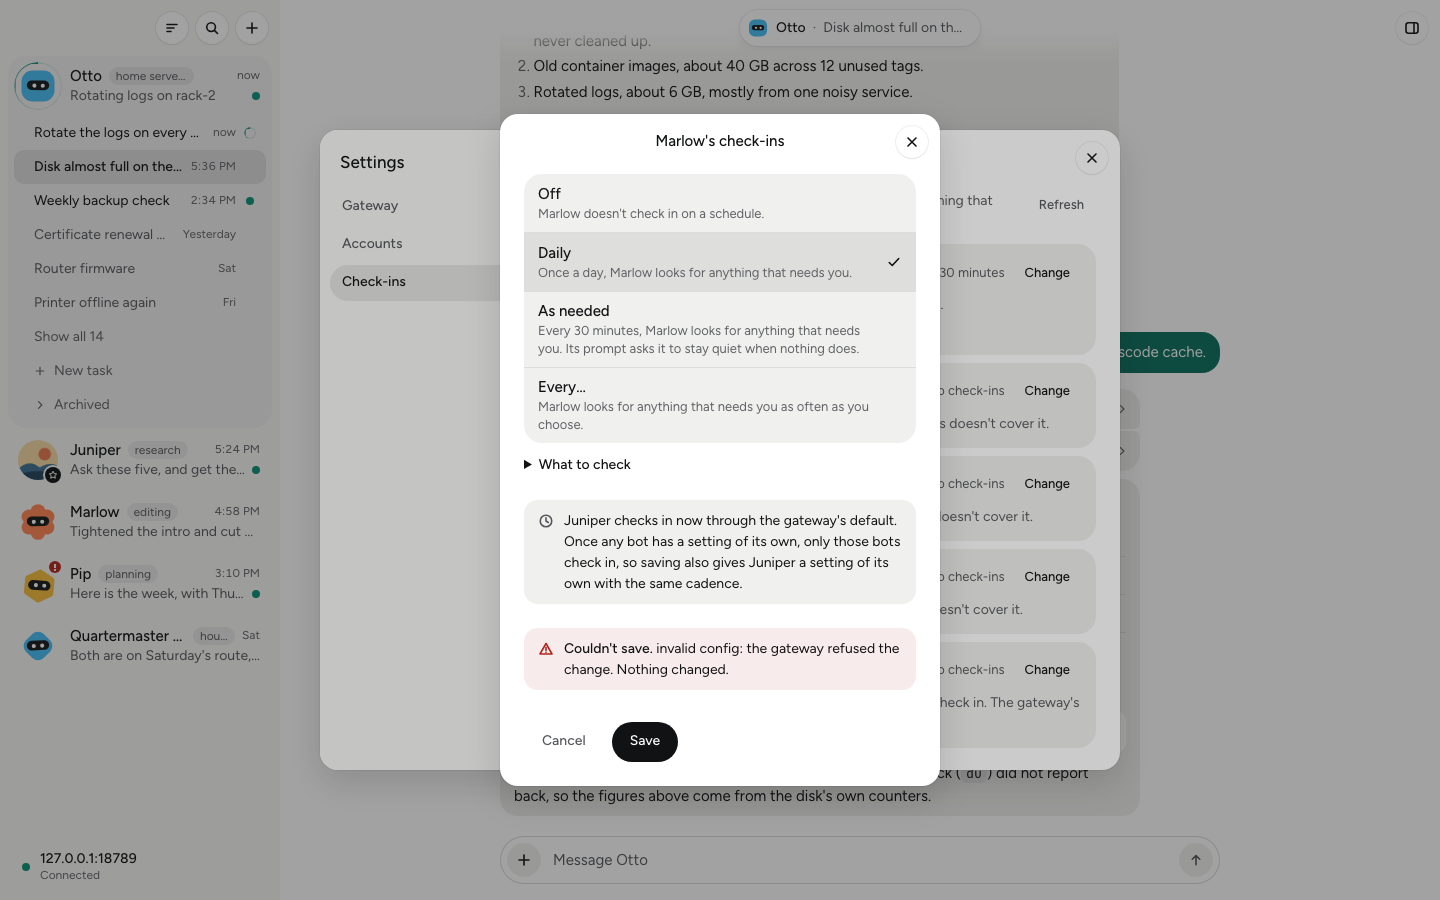 Otto home serve... now
Rotating logs on rack-2
Rotate the logs on every ... now
Disk almost full on the... 5:36 PM
Weekly backup check 2:34 PM
Certificate renewal ... Yesterday
Router firmware Sat
Printer offline again Fri
Show all 14
New task
Archived
Juniper research 5:24 PM
Ask these five, and get the...
Marlow editing 4:58 PM
Tightened the intro and cut ...
Pip planning 3:10 PM
Here is the week, with Thu...
Quartermaster ... hou... Sat
Both are on Saturday's route,...
127.0.0.1:18789
Connected
Otto · Disk almost full on th...
never cleaned up.
2. Old container images, about 40 GB across 12 unused tags.
3. Rotated logs, about 6 GB, mostly from one noisy service.
Settings
Gateway
Accounts
Check-ins
Marlow's check-ins
Off
Marlow doesn't check in on a schedule.
Daily
Once a day, Marlow looks for anything that needs you.
As needed
Every 30 minutes, Marlow looks for anything that needs
you. Its prompt asks it to stay quiet when nothing does.
Every...
Marlow looks for anything that needs you as often as you
choose.
What to check
Juniper checks in now through the gateway's default.
Once any bot has a setting of its own, only those bots
check in, so saving also gives Juniper a setting of its
own with the same cadence.
Couldn't save. invalid config: the gateway refused the
change. Nothing changed.
Cancel Save
that
Refresh
30 minutes Change
check-ins Change
doesn't cover it.
check-ins Change
doesn't cover it.
check-ins Change
cover it.
check-ins Change
check in. The gateway's
scode cache.
du ) did not report
back, so the figures above come from the disk's own counters.
Message Otto